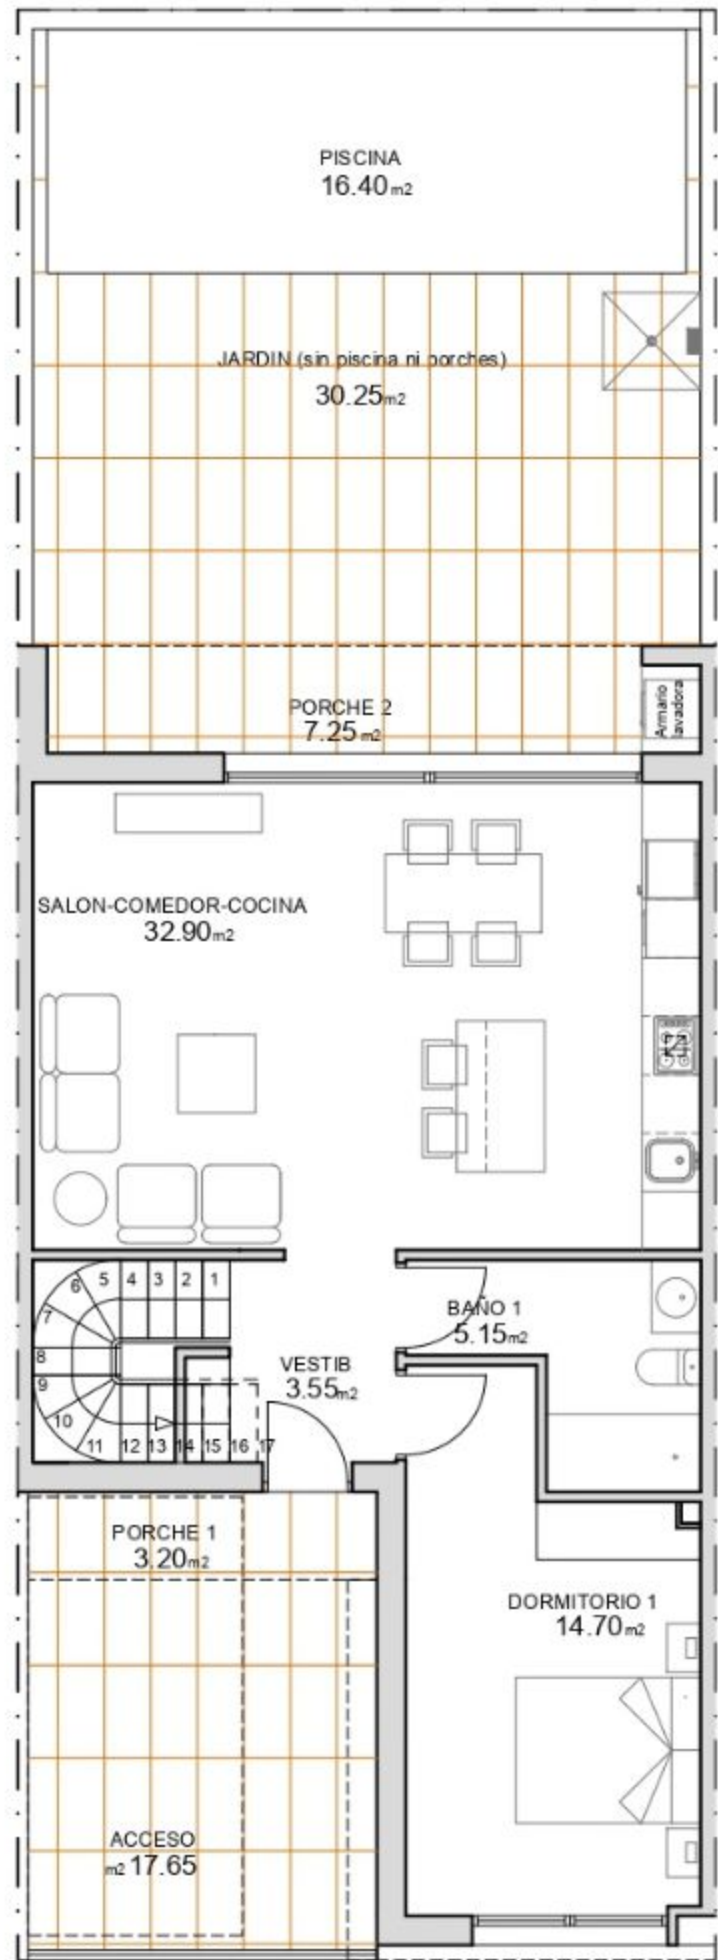 PISCINA
16.40m2
JARDIN (sin piscina ni porches)
30.25m2
PORCHE 2
7.25m2
Armario
lavadora
SALON-COMEDOR-COCINA
32.90m2
1
2
3
4
5
6
7
8
9
10
11
12
13
14
15
16
17
BAÑO 1
5.15m2
VESTIB
3.55m2
PORCHE 1
3.20m2
DORMITORIO 1
14.70m2
ACCESO
m2 17.65